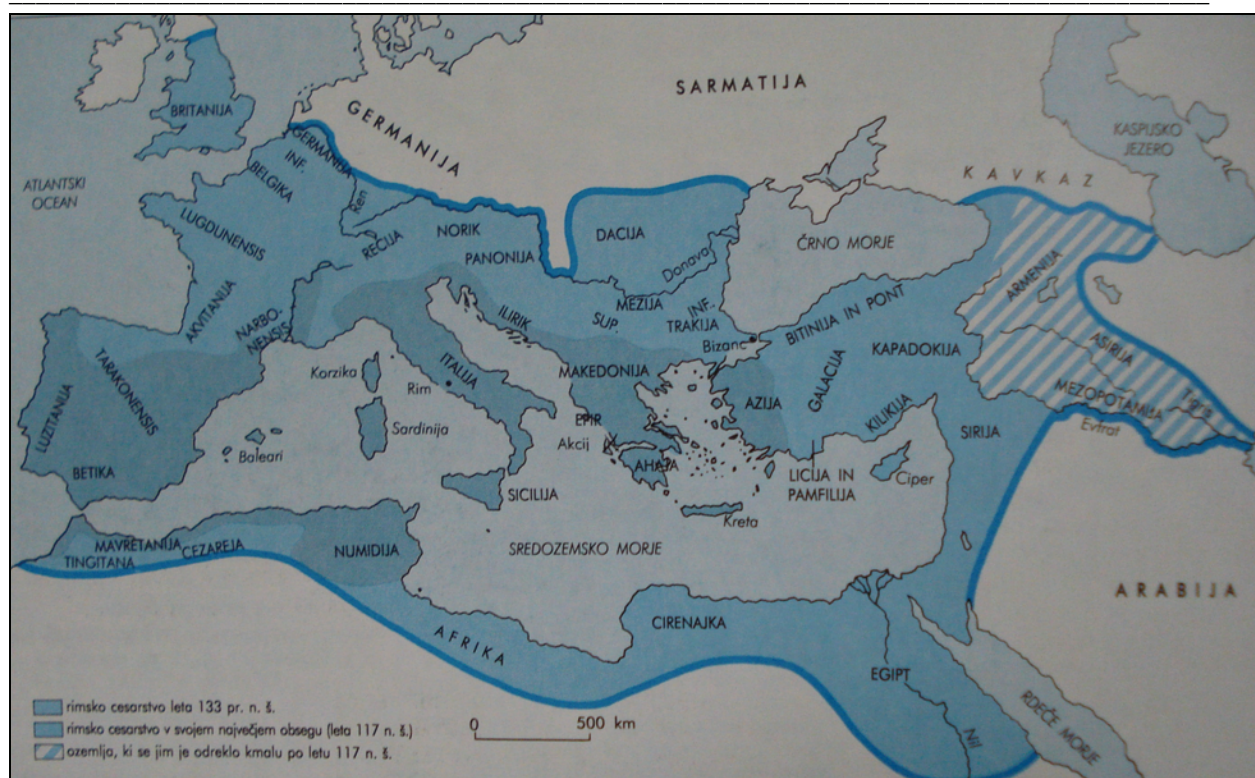 SARMATIJA
GERMANIJA
BRITANIJA
KASPIJSKO
JEZERO
ATLANTSKI
OCEAN
GERMANIJA
INF.
BELGIKA
Ren
KAVKAZ
LUGDUNENSIS
NORIK
RECIJA
PANONIJA
DACIJA
Donava
ČRNO MORJE
ARMENIJA
AKVITANIJA
NARBO-
NENSIS
ILIRIK
MEZIJA
SUP.
INF.
TRAKIJA
Bizanc
BITINIJA IN PONT
KAPADOKIJA
ASIRIJA
MEZOPOTAMIJA
Tigris
Evfrat
LUZITANIJA
TARAKONENSIS
BETIKA
Korzika
Rim
ITALIJA
Sardinija
Baleari
MAKEDONIJA
EPIR
Akcij
AHAJA
AZIJA
GALACIJA
KILIKIJA
SIRIJA
LICIJA IN
PAMFILIJA
Ciper
SICILIJA
Kreta
MAVRETANIJA
TINGITANA
CEZAREJA
NUMIDIJA
SREDOZEMSKO MORJE
ARABIJA
AFRIKA
CIRENAJKA
EGIPT
Nil
RDEČE MORJE
rimsko cesarstvo leta 133 pr. n. š.
rimsko cesarstvo v svojem največjem obsegu (leta 117 n. š.)
ozemlja, ki se jim je odreklo kmalu po letu 117 n. š.
0 500 km